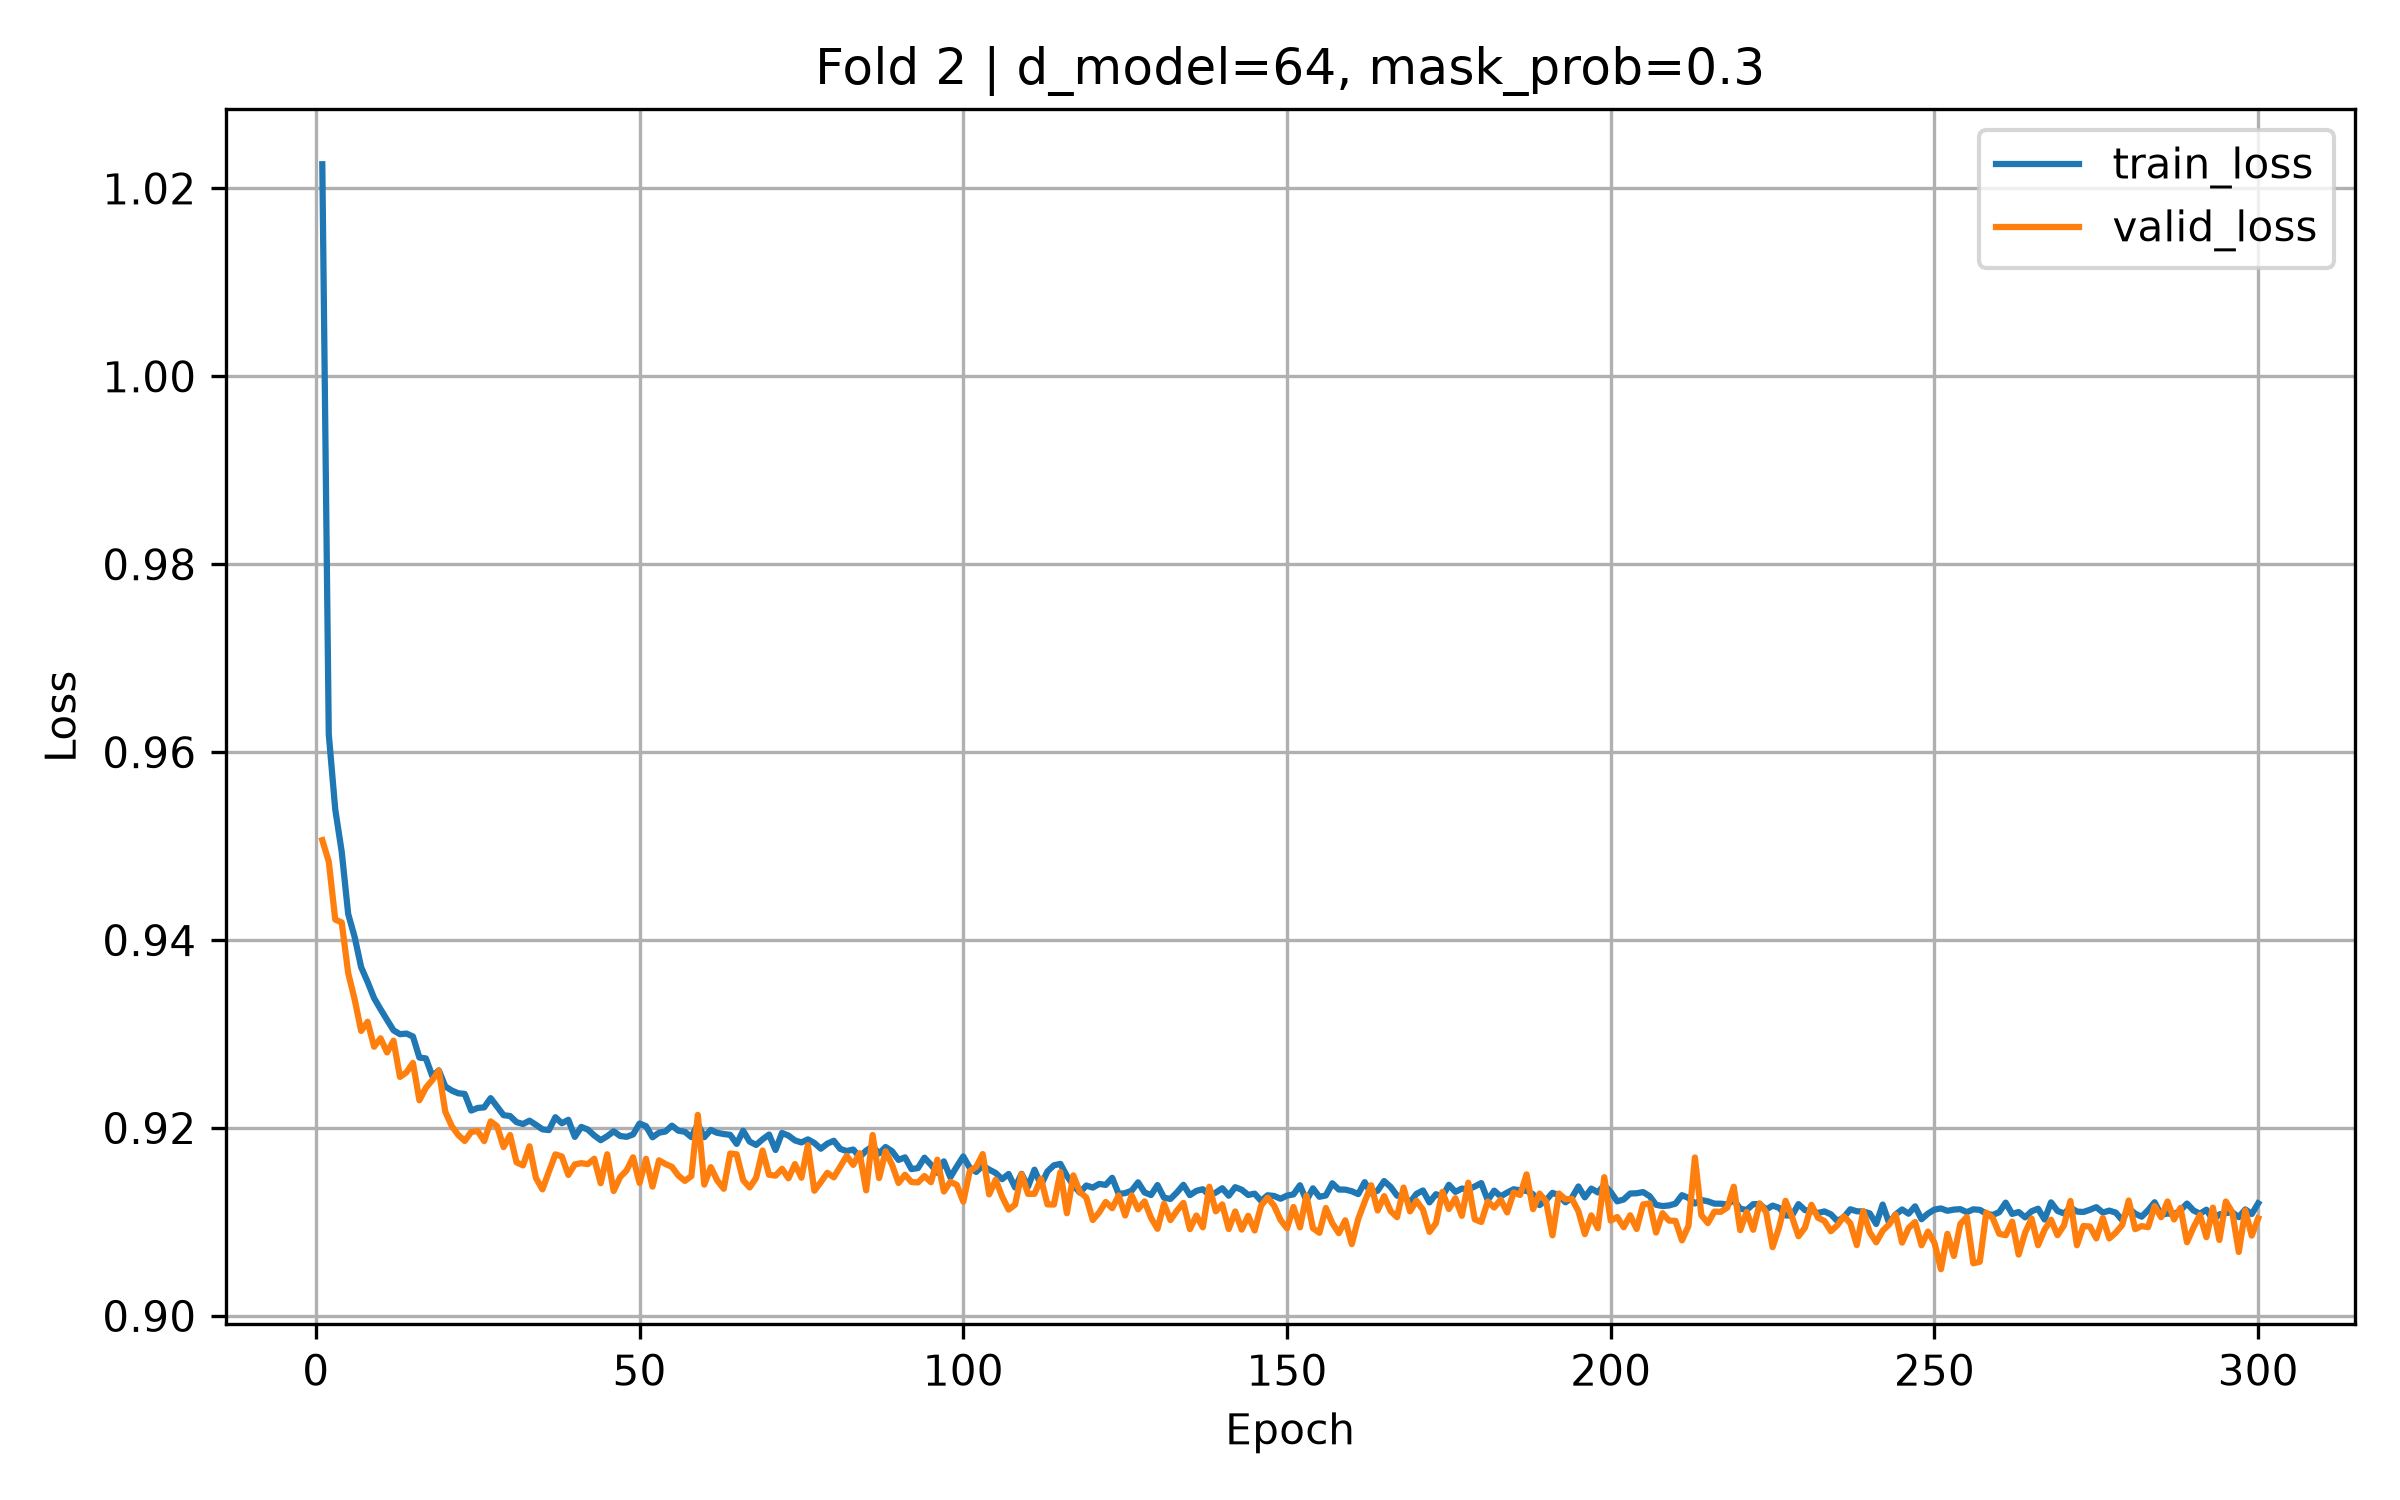 Fold 2 | d_model=64, mask_prob=0.3
train_loss
valid_loss
1.02
1.00
0.98
0.96
0.94
0.92
0.90
Loss
0 50 100 150 200 250 300
Epoch